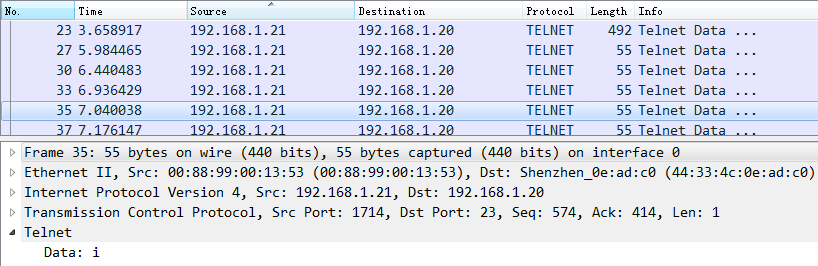 No. Time Source Destination Protocol Length Info
23 3.658917 192.168.1.21 192.168.1.20 TELNET 492 Telnet Data ...
27 5.984465 192.168.1.21 192.168.1.20 TELNET 55 Telnet Data ...
30 6.440483 192.168.1.21 192.168.1.20 TELNET 55 Telnet Data ...
33 6.936429 192.168.1.21 192.168.1.20 TELNET 55 Telnet Data ...
35 7.040038 192.168.1.21 192.168.1.20 TELNET 55 Telnet Data ...
37 7.176147 192.168.1.21 192.168.1.20 TELNET 55 Telnet Data ...
Frame 35: 55 bytes on wire (440 bits), 55 bytes captured (440 bits) on interface 0
Ethernet II, Src: 00:88:99:00:13:53 (00:88:99:00:13:53), Dst: Shenzhen_0e:ad:c0 (44:33:4c:0e:ad:c0)
Internet Protocol Version 4, Src: 192.168.1.21, Dst: 192.168.1.20
Transmission Control Protocol, Src Port: 1714, Dst Port: 23, Seq: 574, Ack: 414, Len: 1
Telnet
Data: i